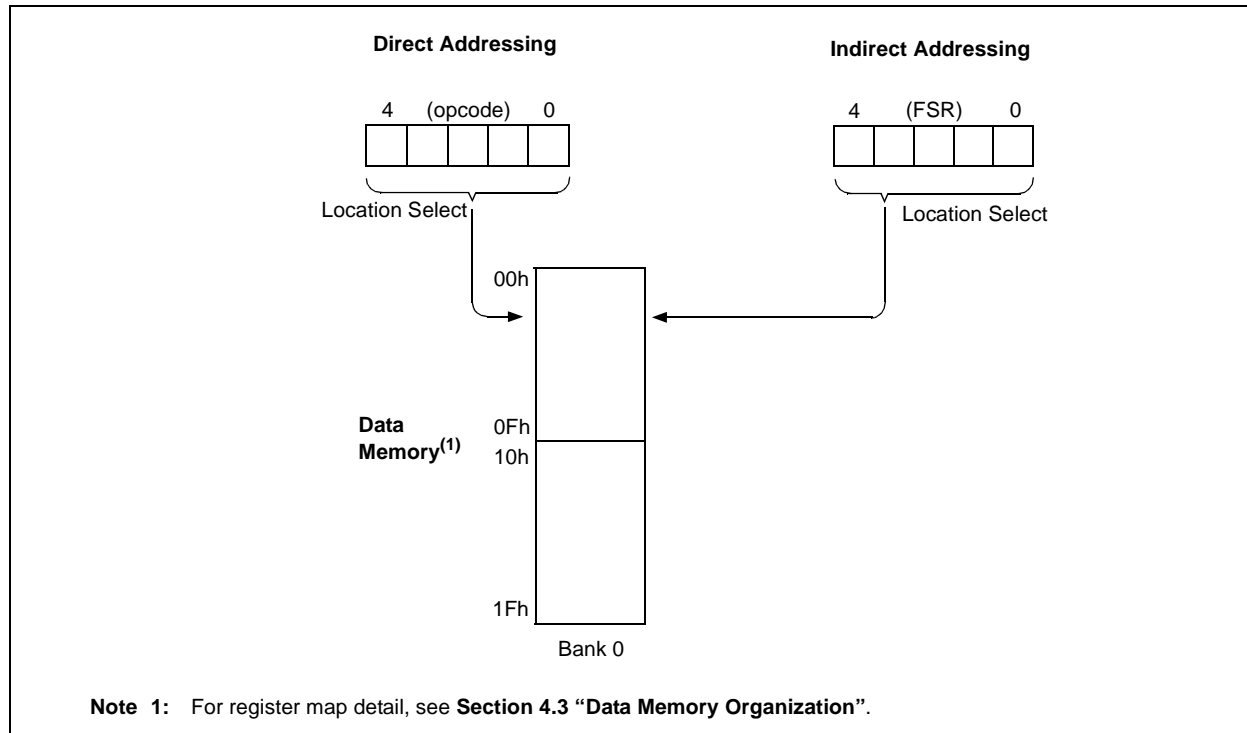 Direct Addressing
Indirect Addressing
4 (opcode) 0
4 (FSR) 0
Location Select
Location Select
00h
Data
Memory(1)
0Fh
10h
1Fh
Bank 0
Note 1: For register map detail, see Section 4.3 “Data Memory Organization”.